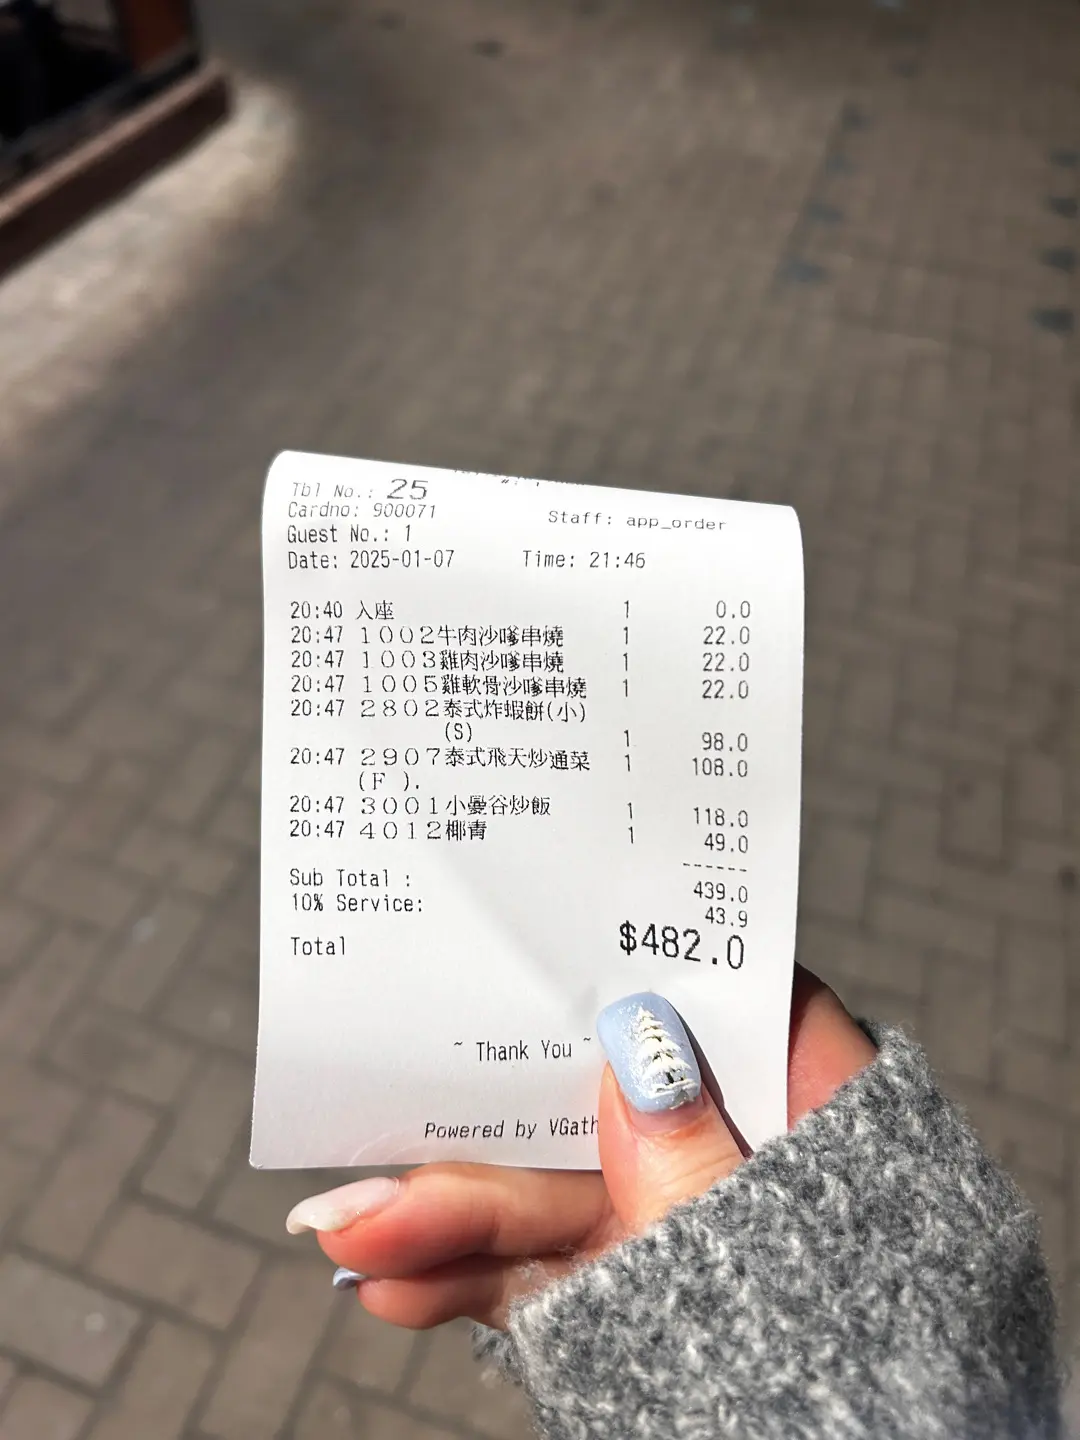 Tbl No.: 25
Cardno: 900071 Staff: app_order
Guest No.: 1
Date: 2025-01-07 Time: 21:46
20:40 入座 1 0.0
20:47 1002牛肉沙嗲串燒 1 22.0
20:47 1003雞肉沙嗲串燒 1 22.0
20:47 1005雞軟骨沙嗲串燒 1 22.0
20:47 2802泰式炸蝦餅(小)
(S) 1 98.0
20:47 2907泰式飛天炒通菜 1 108.0
(F ).
20:47 3001小曼谷炒飯 1 118.0
20:47 4012椰青 1 49.0
------
Sub Total : 439.0
10% Service: 43.9
Total $482.0
~ Thank You ~
Powered by VGath